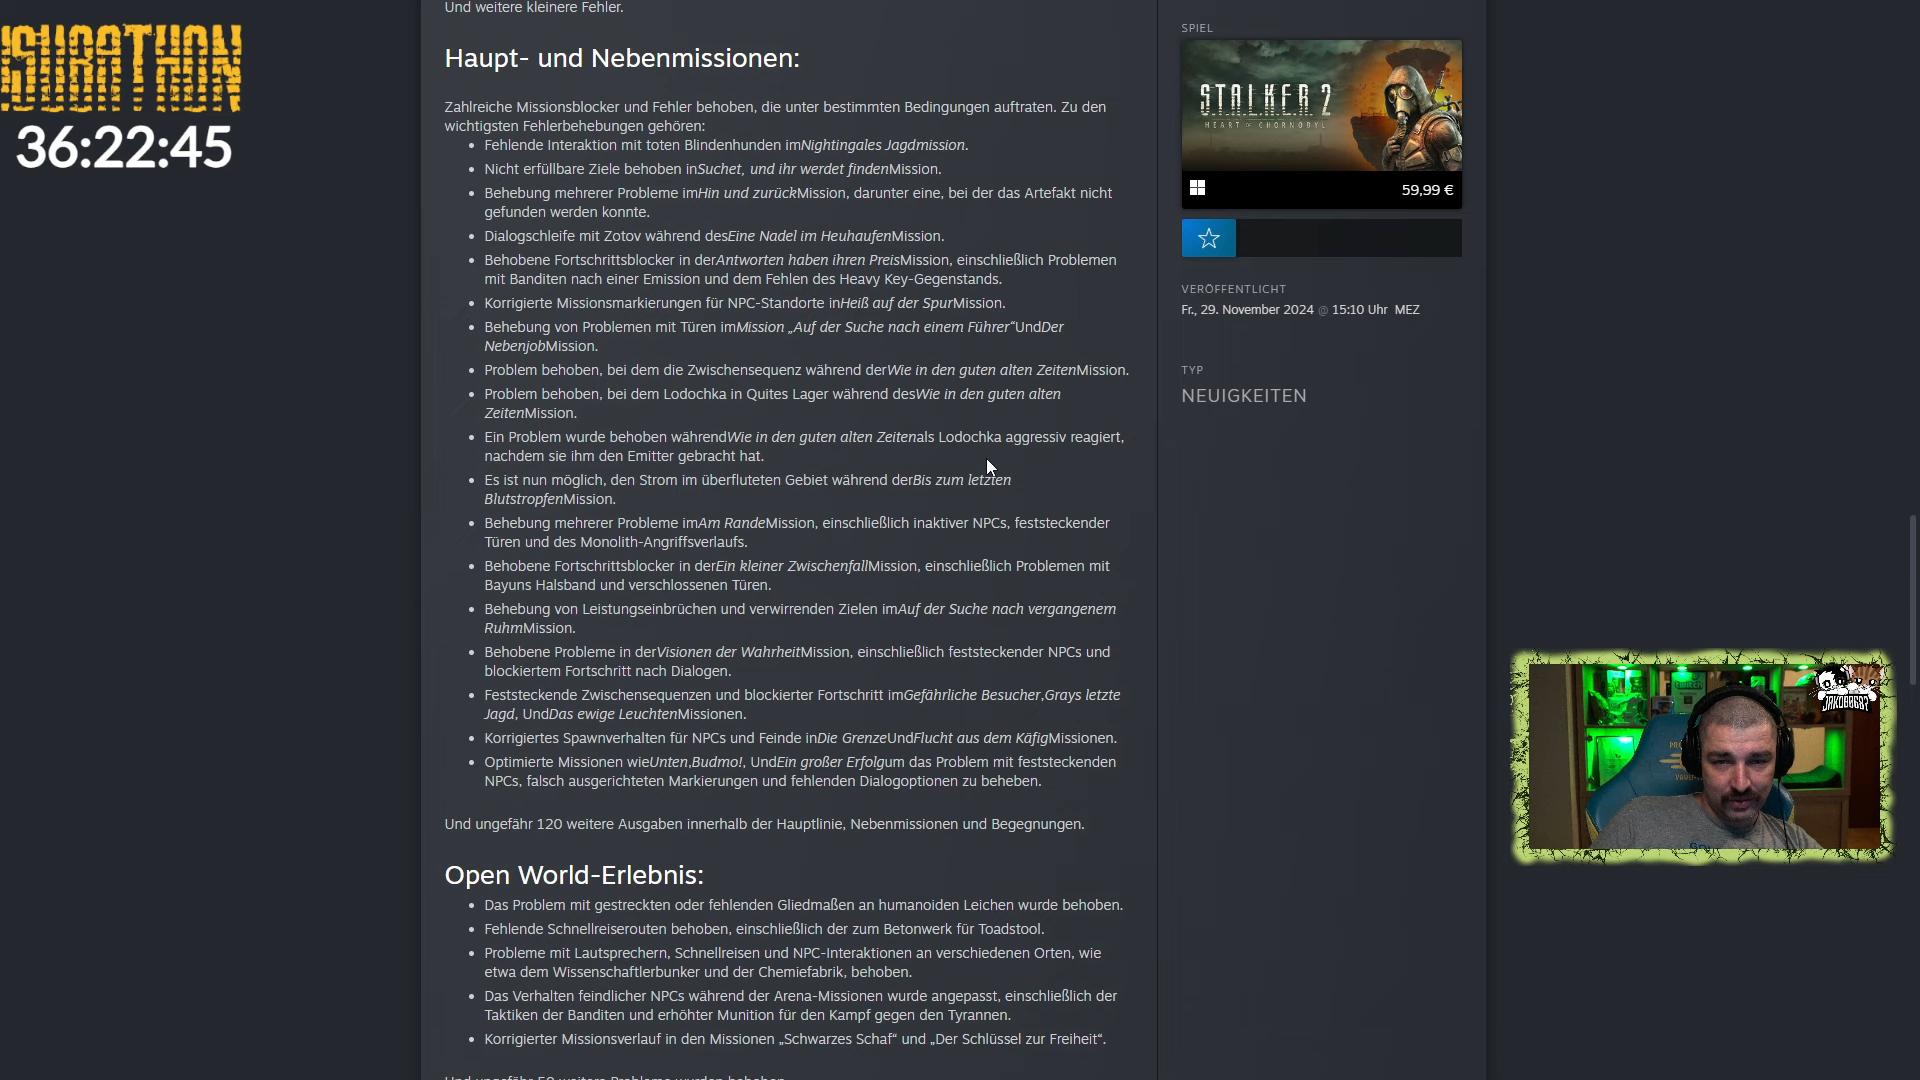 SUBATHON
36:22:45
Und weitere kleinere Fehler.
Haupt- und Nebenmissionen:
Zahlreiche Missionsblocker und Fehler behoben, die unter bestimmten Bedingungen auftraten. Zu den
wichtigsten Fehlerbehebungen gehören:
• Fehlende Interaktion mit toten Blindenhunden imNightingales Jagdmission.
• Nicht erfüllbare Ziele behoben inSuchet, und ihr werdet findenMission.
• Behebung mehrerer Probleme imHin und zurückMission, darunter eine, bei der das Artefakt nicht
gefunden werden konnte.
• Dialogschleife mit Zotov während desEine Nadel im HeuhaufenMission.
• Behobene Fortschrittsblocker in derAntworten haben ihren PreisMission, einschließlich Problemen
mit Banditen nach einer Emission und dem Fehlen des Heavy Key-Gegenstands.
• Korrigierte Missionsmarkierungen für NPC-Standorte inHeiß auf der SpurMission.
• Behebung von Problemen mit Türen imMission „Auf der Suche nach einem Führer“UndDer
NebenjobMission.
• Problem behoben, bei dem die Zwischensequenz während derWie in den guten alten ZeitenMission.
• Problem behoben, bei dem Lodochka in Quites Lager während desWie in den guten alten
ZeitenMission.
• Ein Problem wurde behoben währendWie in den guten alten Zeitenals Lodochka aggressiv reagiert,
nachdem sie ihm den Emitter gebracht hat.
• Es ist nun möglich, den Strom im überfluteten Gebiet während derBis zum letzten
BlutstropfenMission.
• Behebung mehrerer Probleme imAm RandeMission, einschließlich inaktiver NPCs, feststeckender
Türen und des Monolith-Angriffsverlaufs.
• Behobene Fortschrittsblocker in derEin kleiner ZwischenfallMission, einschließlich Problemen mit
Bayuns Halsband und verschlossenen Türen.
• Behebung von Leistungseinbrüchen und verwirrenden Zielen imAuf der Suche nach vergangenem
RuhmMission.
• Behobene Probleme in derVisionen der WahrheitMission, einschließlich feststeckender NPCs und
blockiertem Fortschritt nach Dialogen.
• Feststeckende Zwischensequenzen und blockierter Fortschritt imGefährliche Besucher,Grays letzte
Jagd, UndDas ewige LeuchtenMissionen.
• Korrigiertes Spawnverhalten für NPCs und Feinde inDie GrenzeUndFlucht aus dem KäfigMissionen.
• Optimierte Missionen wieUnten,Budmo!, UndEin großer Erfolgum das Problem mit feststeckenden
NPCs, falsch ausgerichteten Markierungen und fehlenden Dialogoptionen zu beheben.
Und ungefähr 120 weitere Ausgaben innerhalb der Hauptlinie, Nebenmissionen und Begegnungen.
Open World-Erlebnis:
• Das Problem mit gestreckten oder fehlenden Gliedmaßen an humanoiden Leichen wurde behoben.
• Fehlende Schnellreiserouten behoben, einschließlich der zum Betonwerk für Toadstool.
• Probleme mit Lautsprechern, Schnellreisen und NPC-Interaktionen an verschiedenen Orten, wie
etwa dem Wissenschaftlerbunker und der Chemiefabrik, behoben.
• Das Verhalten feindlicher NPCs während der Arena-Missionen wurde angepasst, einschließlich der
Taktiken der Banditen und erhöhter Munition für den Kampf gegen den Tyrannen.
• Korrigierter Missionsverlauf in den Missionen „Schwarzes Schaf“ und „Der Schlüssel zur Freiheit“.
Und ungefähr 50 weitere Probleme wurden behoben.
SPIEL
S.T.A.L.K.E.R. 2
HEART OF CHORNOBYL
59,99 €
VERÖFFENTLICHT
Fr., 29. November 2024 @ 15:10 Uhr MEZ
TYP
NEUIGKEITEN
JAKOB8687